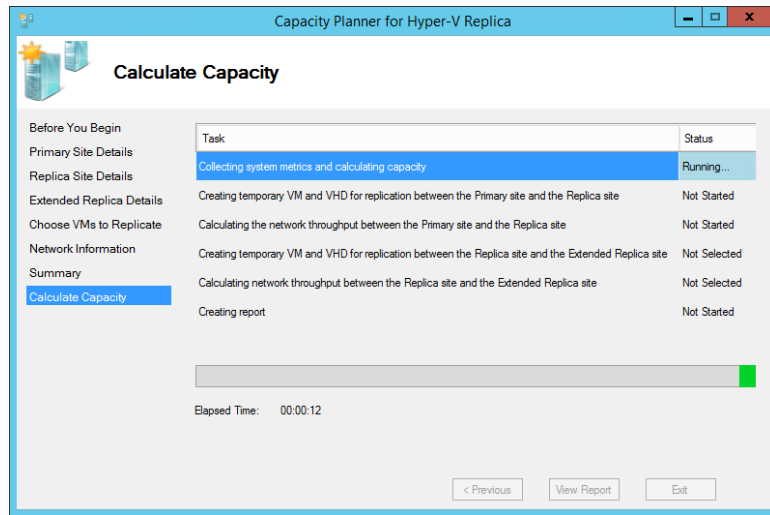 Capacity Planner for Hyper-V Replica
Calculate Capacity
Before You Begin
Primary Site Details
Replica Site Details
Extended Replica Details
Choose VMs to Replicate
Network Information
Summary
Calculate Capacity
Task Status
Collecting system metrics and calculating capacity Running...
Creating temporary VM and VHD for replication between the Primary site and the Replica site Not Started
Calculating the network throughput between the Primary site and the Replica site Not Started
Creating temporary VM and VHD for replication between the Replica site and the Extended Replica site Not Selected
Calculating network throughput between the Replica site and the Extended Replica site Not Selected
Creating report Not Started
Elapsed Time: 00:00:12
< Previous View Report Exit